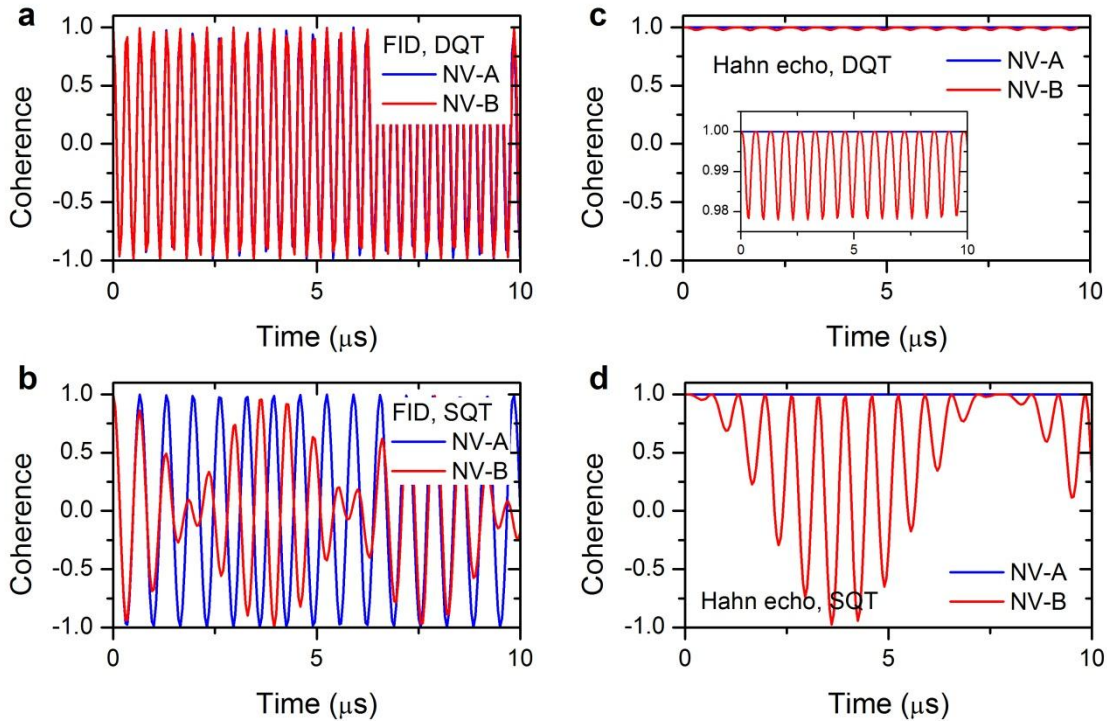 a
FID, DQT
NV-A
NV-B
1.0
0.5
0.0
-0.5
-1.0
Coherence
0
5
10
Time (μs)
c
Hahn echo, DQT
NV-A
NV-B
1.0
0.5
0.0
-0.5
-1.0
Coherence
1.00
0.99
0.98
0
5
10
0
5
10
Time (μs)
b
FID, SQT
NV-A
NV-B
1.0
0.5
0.0
-0.5
-1.0
Coherence
0
5
10
Time (μs)
d
1.0
0.5
0.0
-0.5
-1.0
Coherence
NV-A
NV-B
Hahn echo, SQT
0
5
10
Time (μs)